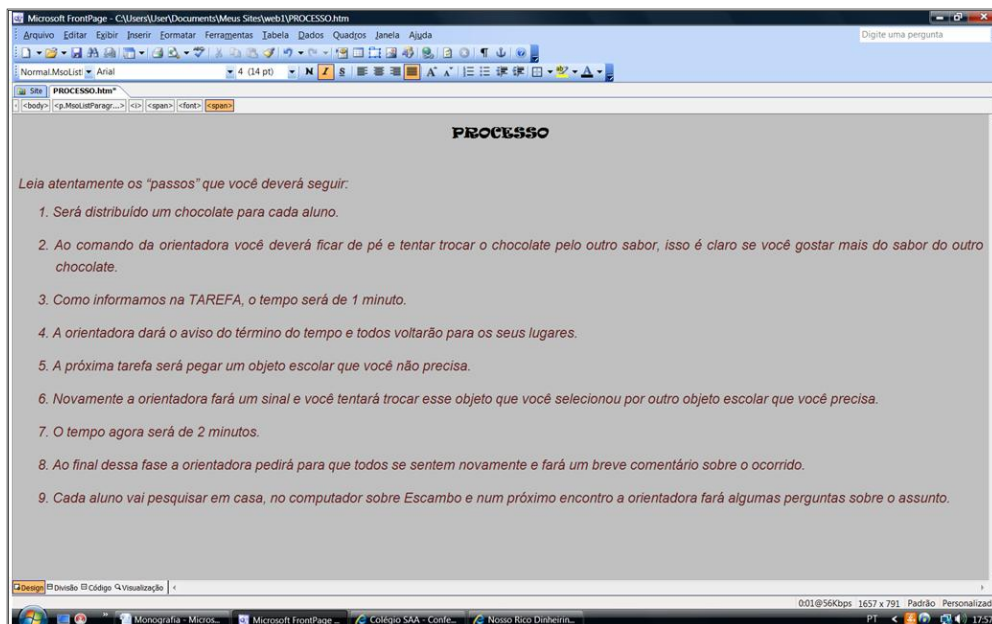 Microsoft FrontPage - C:\Users\User\Documents\Meus Sites\web1\PROCESSO.htm
Arquivo Editar Exibir Inserir Formatar Ferramentas Tabela Dados Quadros Janela Ajuda Digite uma pergunta
Normal.MsoListI Arial 4 (14 pt) N I S
Site PROCESSO.htm*
<body> <p.MsoListParagr...> <i> <span> <font> <span>
PROCESSO
Leia atentamente os “passos” que você deverá seguir:
1. Será distribuído um chocolate para cada aluno.
2. Ao comando da orientadora você deverá ficar de pé e tentar trocar o chocolate pelo outro sabor, isso é claro se você gostar mais do sabor do outro
chocolate.
3. Como informamos na TAREFA, o tempo será de 1 minuto.
4. A orientadora dará o aviso do término do tempo e todos voltarão para os seus lugares.
5. A próxima tarefa será pegar um objeto escolar que você não precisa.
6. Novamente a orientadora fará um sinal e você tentará trocar esse objeto que você selecionou por outro objeto escolar que você precisa.
7. O tempo agora será de 2 minutos.
8. Ao final dessa fase a orientadora pedirá para que todos se sentem novamente e fará um breve comentário sobre o ocorrido.
9. Cada aluno vai pesquisar em casa, no computador sobre Escambo e num próximo encontro a orientadora fará algumas perguntas sobre o assunto.
Design Divisão Código Visualização
0:01@56Kbps 1657 x 791 Padrão Personalizad
Monografia - Micros... Microsoft FrontPage ... Colégio SAA - Confe... Nosso Rico Dinheirin... PT 17:57